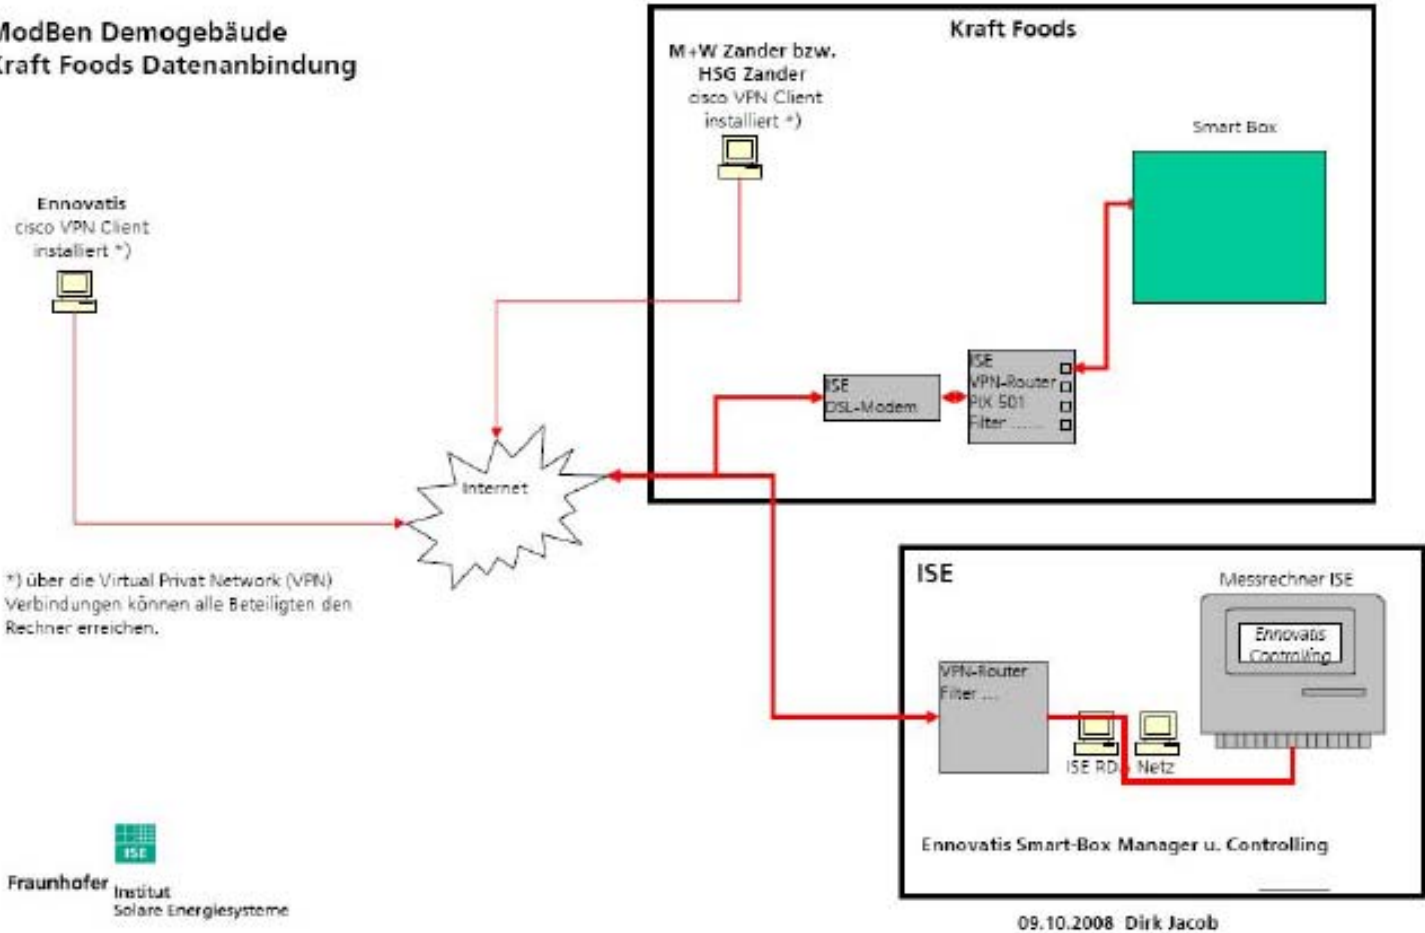 ModBen Demogebäude
Kraft Foods Datenanbindung
Kraft Foods
M+W Zander bzw.
HSG Zander
cisco VPN Client
installiert *)
Smart Box
Ennovatis
cisco VPN Client
installiert *)
ISE
DSL-Modem
ISE
VPN-Router
PIX 501
Filter ......
Internet
*) über die Virtual Privat Network (VPN)
Verbindungen können alle Beteiligten den
Rechner erreichen.
ISE
Messrechner ISE
Ennovatis
Controlling
VPN-Router
Filter ...
ISE Netz
Ennovatis Smart-Box Manager u. Controlling
ISE
Fraunhofer Institut
Solare Energiesysteme
09.10.2008 Dirk Jacob